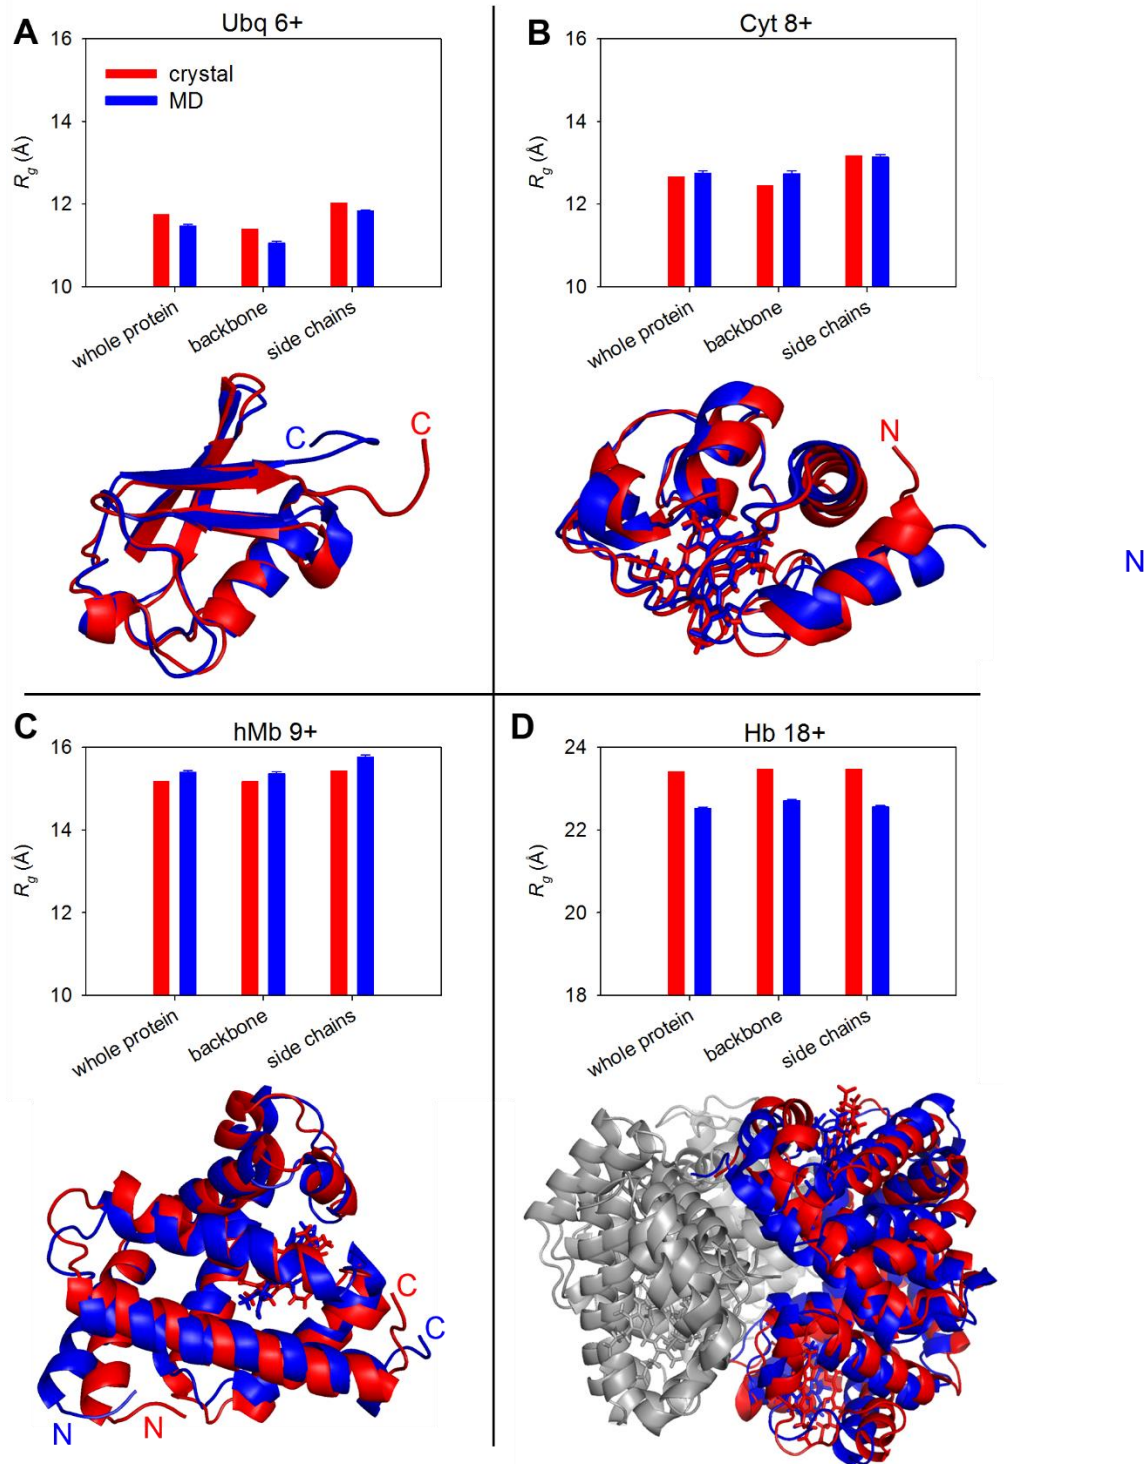 A
Ubq 6+
16
14
12
10
Rg (Å)
crystal
MD
whole protein
backbone
side chains
C
C
B
Cyt 8+
16
14
12
10
Rg (Å)
whole protein
backbone
side chains
N
N
C
hMb 9+
16
14
12
10
Rg (Å)
whole protein
backbone
side chains
C
C
N
N
D
Hb 18+
24
22
20
18
Rg (Å)
whole protein
backbone
side chains